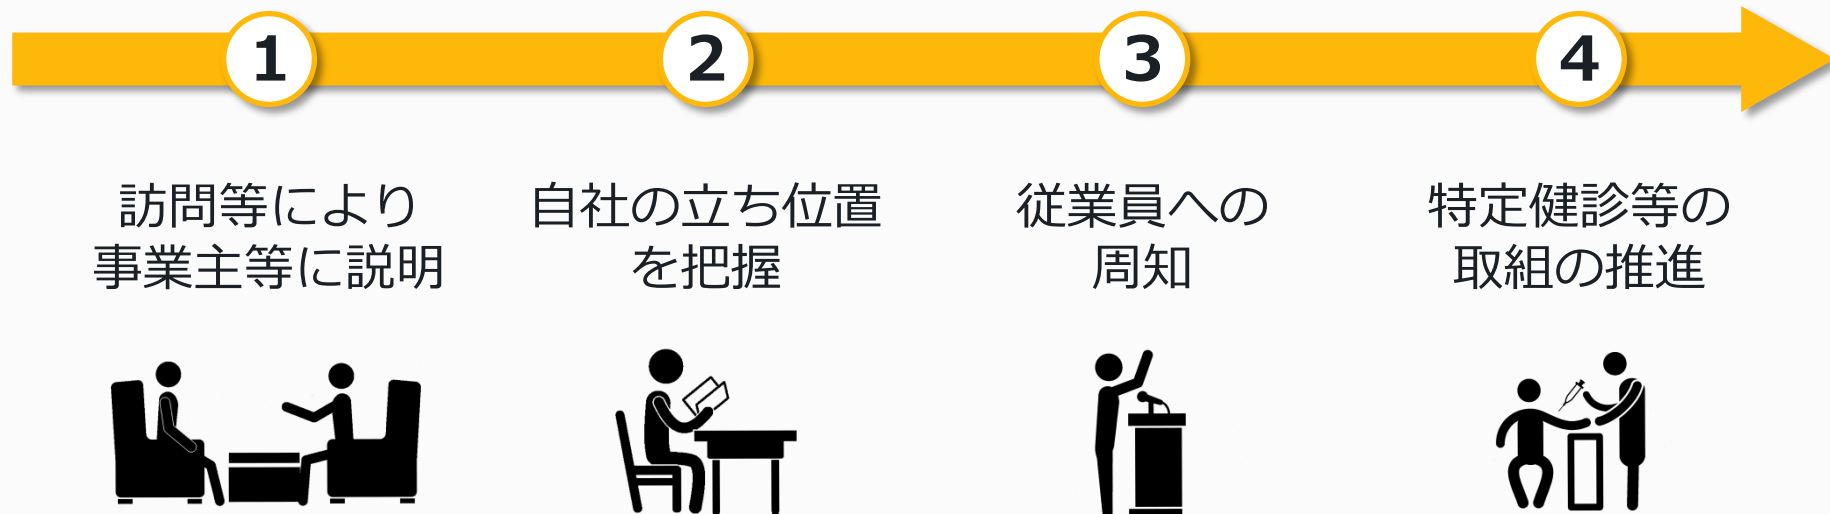 1
2
3
4
訪問等により
事業主等に説明
自社の立ち位置
を把握
従業員への
周知
特定健診等の
取組の推進